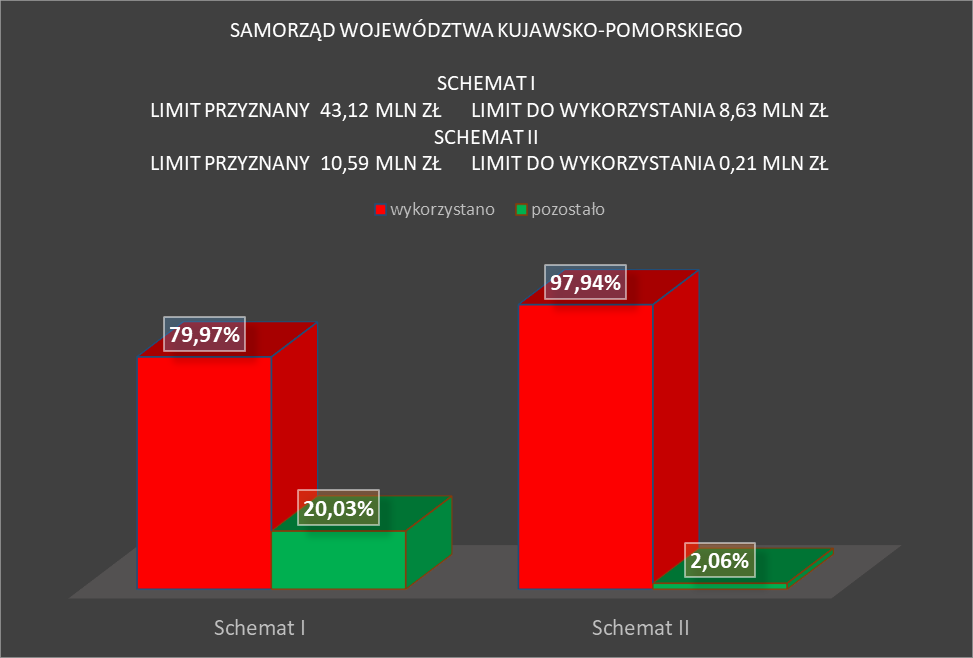 SAMORZĄD WOJEWÓDZTWA KUJAWSKO-POMORSKIEGO
SCHEMAT I
LIMIT PRZYZNANY 43,12 MLN ZŁ LIMIT DO WYKORZYSTANIA 8,63 MLN ZŁ
SCHEMAT II
LIMIT PRZYZNANY 10,59 MLN ZŁ LIMIT DO WYKORZYSTANIA 0,21 MLN ZŁ
wykorzystano pozostało
97,94%
79,97%
20,03%
2,06%
Schemat I Schemat II